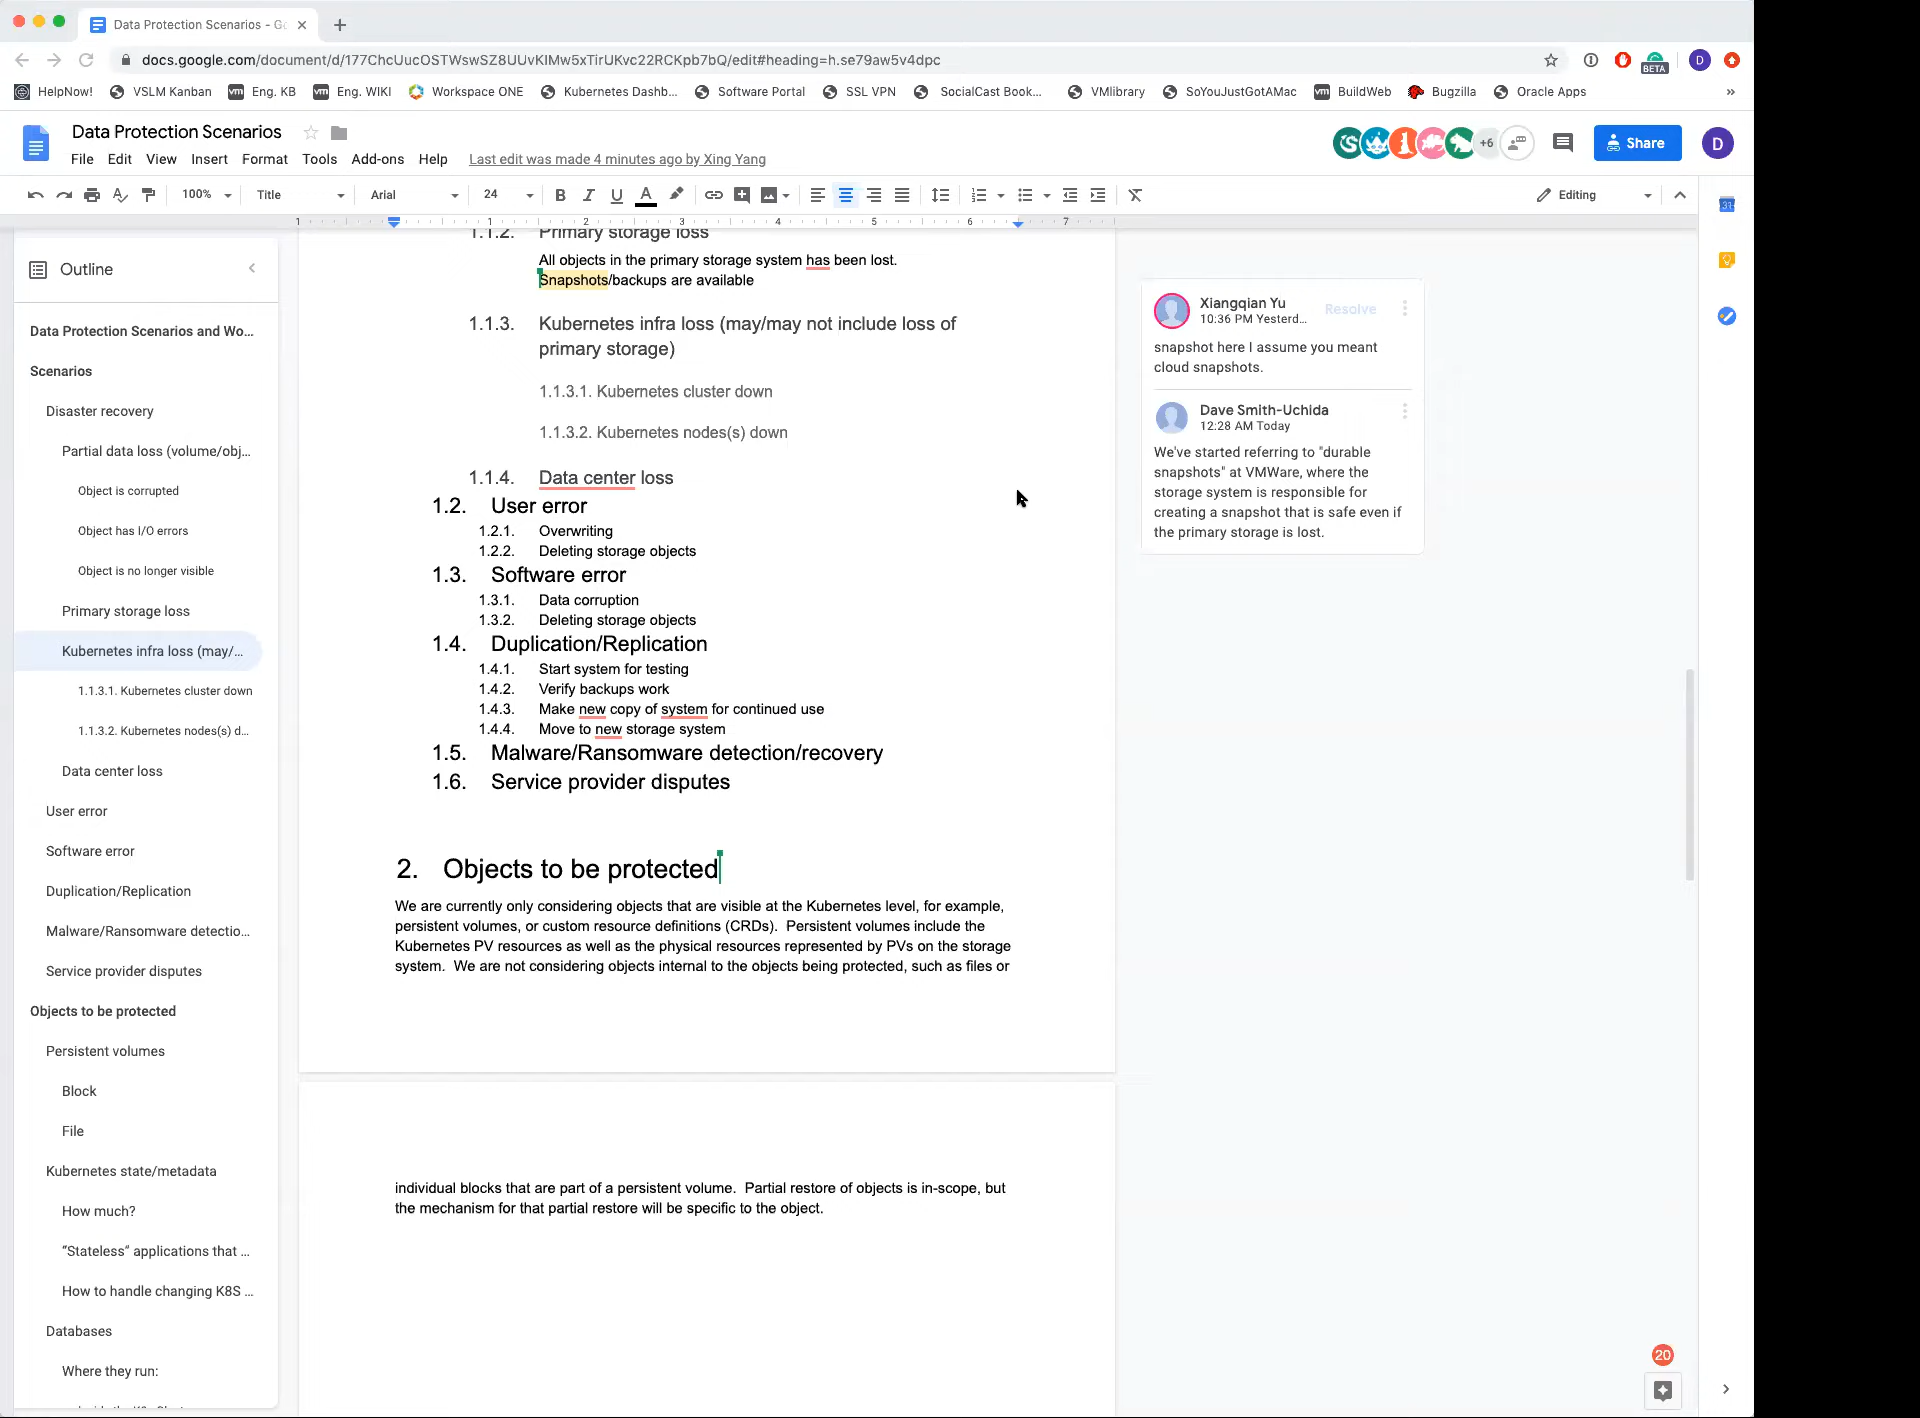 Data Protection Scenarios - Go
docs.google.com/document/d/177ChcUucOSTWswSZ8UUvKIMw5xTirUKvc22RCKpb7bQ/edit#heading=h.se79aw5v4dpc
BETA
D
HelpNow!
VSLM Kanban
vm Eng. KB
vm Eng. WIKI
Workspace ONE
Kubernetes Dashb...
Software Portal
SSL VPN
SocialCast Book...
VMlibrary
SoYouJustGotAMac
vm BuildWeb
Bugzilla
Oracle Apps
»
Data Protection Scenarios
File Edit View Insert Format Tools Add-ons Help Last edit was made 4 minutes ago by Xing Yang
+6
Share
D
100% Title Arial 24 B I U A Editing
1 1 2 3 4 5 6 7
31
Outline
Data Protection Scenarios and Wo...
Scenarios
Disaster recovery
Partial data loss (volume/obj...
Object is corrupted
Object has I/O errors
Object is no longer visible
Primary storage loss
Kubernetes infra loss (may/...
1.1.3.1. Kubernetes cluster down
1.1.3.2. Kubernetes nodes(s) d...
Data center loss
User error
Software error
Duplication/Replication
Malware/Ransomware detectio...
Service provider disputes
Objects to be protected
Persistent volumes
Block
File
Kubernetes state/metadata
How much?
“Stateless” applications that ...
How to handle changing K8S ...
Databases
Where they run:
1.1.2. Primary storage loss
All objects in the primary storage system has been lost.
Snapshots/backups are available
1.1.3. Kubernetes infra loss (may/may not include loss of
primary storage)
1.1.3.1. Kubernetes cluster down
1.1.3.2. Kubernetes nodes(s) down
1.1.4. Data center loss
1.2. User error
1.2.1. Overwriting
1.2.2. Deleting storage objects
1.3. Software error
1.3.1. Data corruption
1.3.2. Deleting storage objects
1.4. Duplication/Replication
1.4.1. Start system for testing
1.4.2. Verify backups work
1.4.3. Make new copy of system for continued use
1.4.4. Move to new storage system
1.5. Malware/Ransomware detection/recovery
1.6. Service provider disputes
2. Objects to be protected
We are currently only considering objects that are visible at the Kubernetes level, for example,
persistent volumes, or custom resource definitions (CRDs). Persistent volumes include the
Kubernetes PV resources as well as the physical resources represented by PVs on the storage
system. We are not considering objects internal to the objects being protected, such as files or
individual blocks that are part of a persistent volume. Partial restore of objects is in-scope, but
the mechanism for that partial restore will be specific to the object.
Xiangqian Yu
10:36 PM Yesterd...
Resolve
snapshot here I assume you meant
cloud snapshots.
Dave Smith-Uchida
12:28 AM Today
We've started referring to "durable
snapshots" at VMWare, where the
storage system is responsible for
creating a snapshot that is safe even if
the primary storage is lost.
20